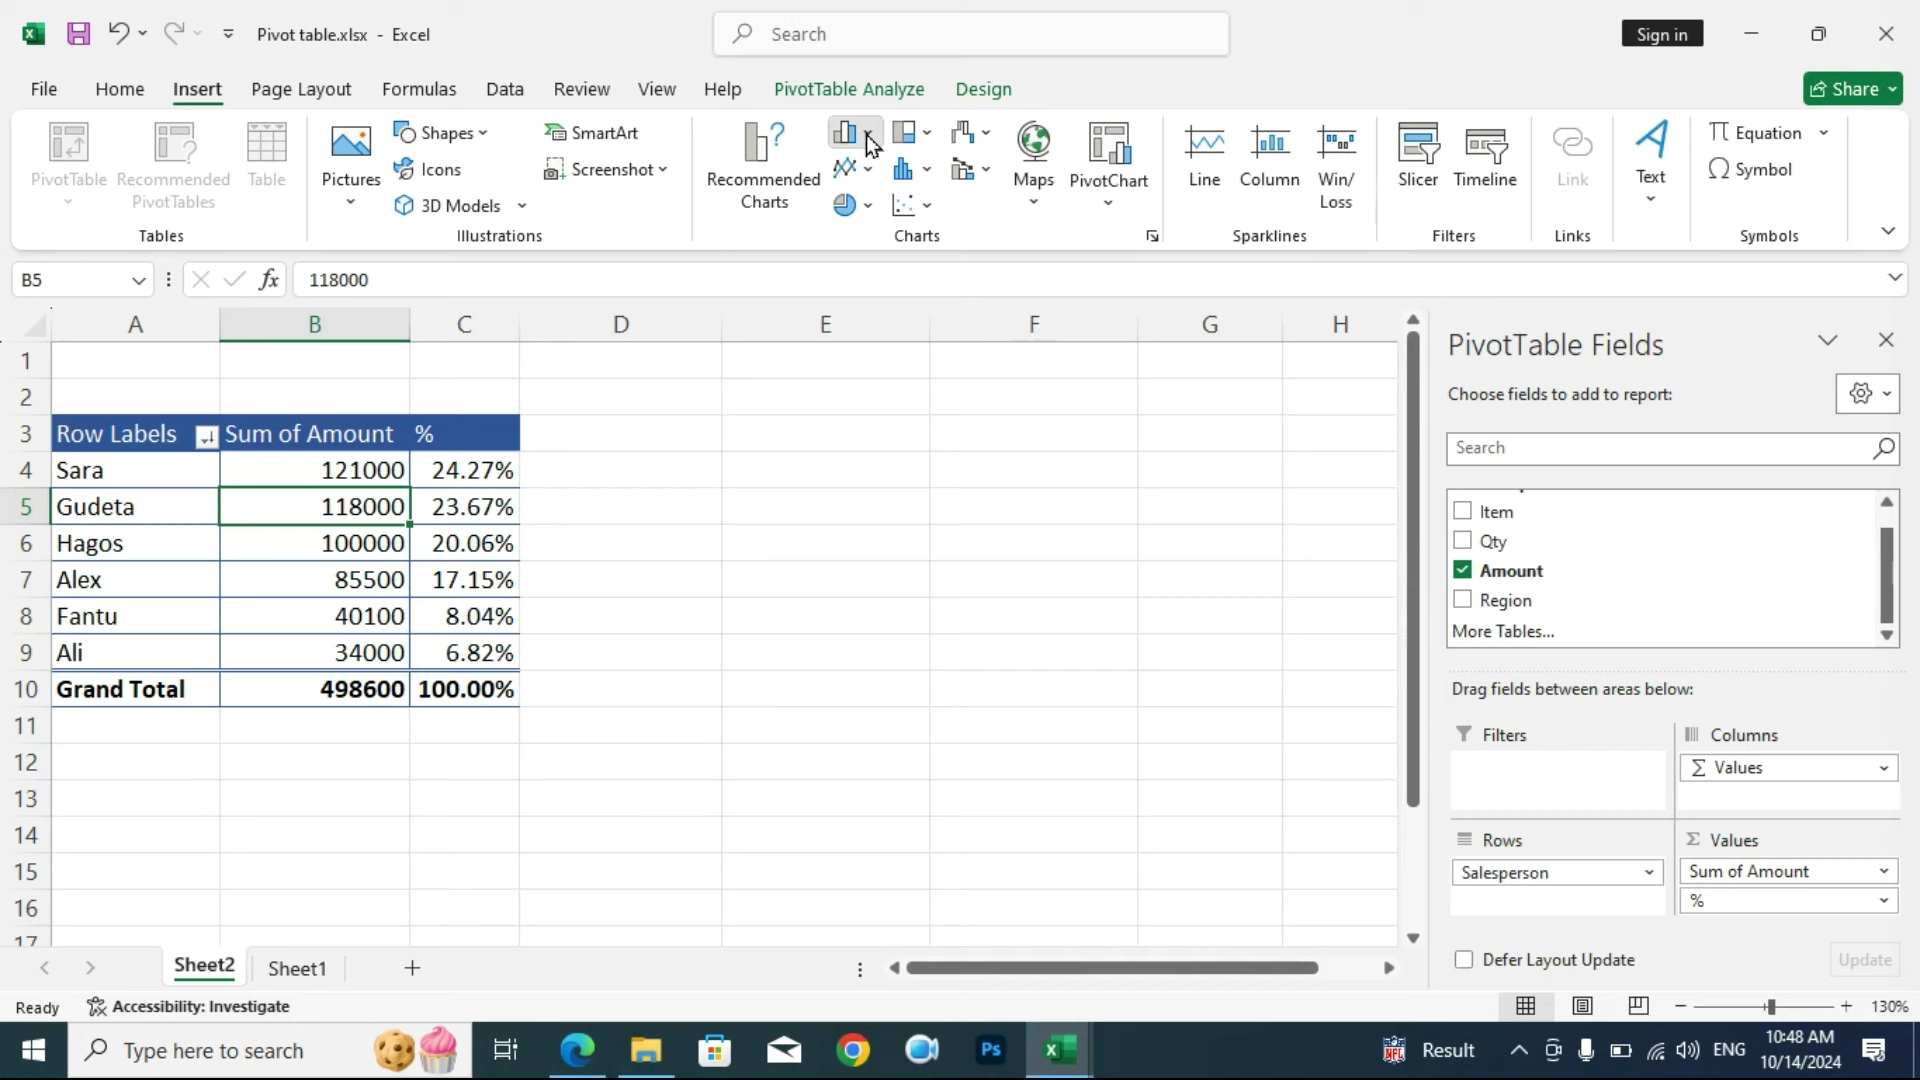 Pivot table.xlsx - Excel
Search
Sign in
File Home Insert Page Layout Formulas Data Review View Help PivotTable Analyze Design
Share
PivotTable
Recommended
PivotTables
Table
Tables
Pictures
Shapes
Icons
3D Models
SmartArt
Screenshot
Illustrations
Recommended
Charts
Maps
PivotChart
Charts
Line
Column
Win/
Loss
Sparklines
Slicer
Timeline
Filters
Link
Links
Text
Equation
Symbol
Symbols
B5
fx
118000
A B C D E F G H
1
2
3 Row Labels Sum of Amount %
4 Sara 121000 24.27%
5 Gudeta 118000 23.67%
6 Hagos 100000 20.06%
7 Alex 85500 17.15%
8 Fantu 40100 8.04%
9 Ali 34000 6.82%
10 Grand Total 498600 100.00%
11
12
13
14
15
16
17
PivotTable Fields
Choose fields to add to report:
Search
Item
Qty
Amount
Region
More Tables...
Drag fields between areas below:
Filters
Columns
Σ Values
Rows
Salesperson
Σ Values
Sum of Amount
%
Defer Layout Update
Update
Sheet2 Sheet1
Ready
Accessibility: Investigate
130%
Type here to search
Ps
NFL
Result
ENG
10:48 AM
10/14/2024